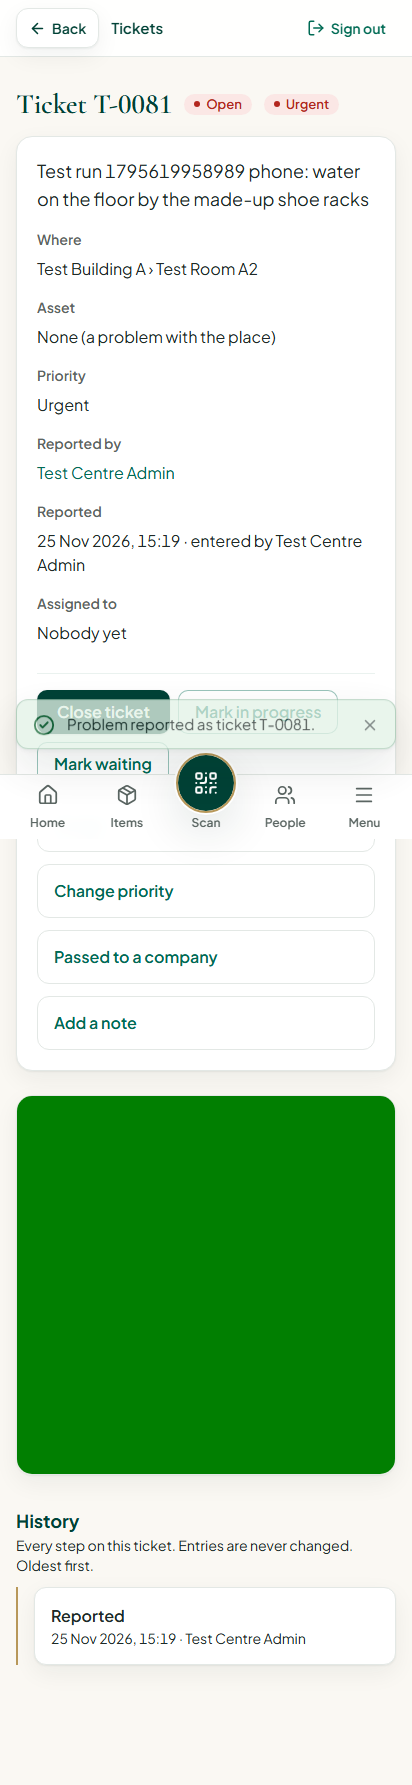 Back
Tickets
Sign out
Ticket T-0081
Open
Urgent
Test run 1795619958989 phone: water
on the floor by the made-up shoe racks
Where
Test Building A › Test Room A2
Asset
None (a problem with the place)
Priority
Urgent
Reported by
Test Centre Admin
Reported
25 Nov 2026, 15:19 · entered by Test Centre
Admin
Assigned to
Nobody yet
Close ticket
Mark in progress
Problem reported as ticket T-0081.
Mark waiting
Home
Items
Scan
People
Menu
Change priority
Passed to a company
Add a note
History
Every step on this ticket. Entries are never changed.
Oldest first.
Reported
25 Nov 2026, 15:19 · Test Centre Admin